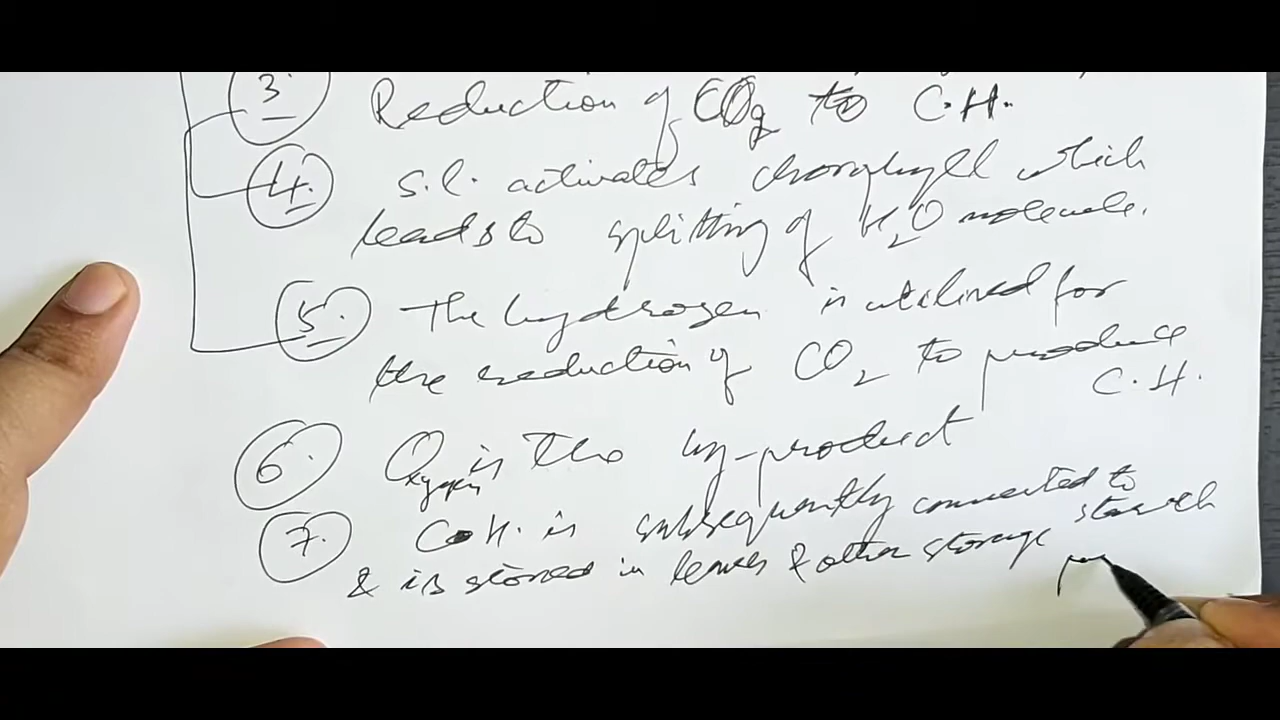 3. Reduction of CO2 to C.H.
4. S.l. activates chorophyll which
leads to splitting of H2O molecule.
5. The hydrogen is utilised for
the reduction of CO2 to produce
C.H.
6. Oxygen is the by-product
7. C.H. is subsequently converted to
starch
& is stored in leaves & other storage